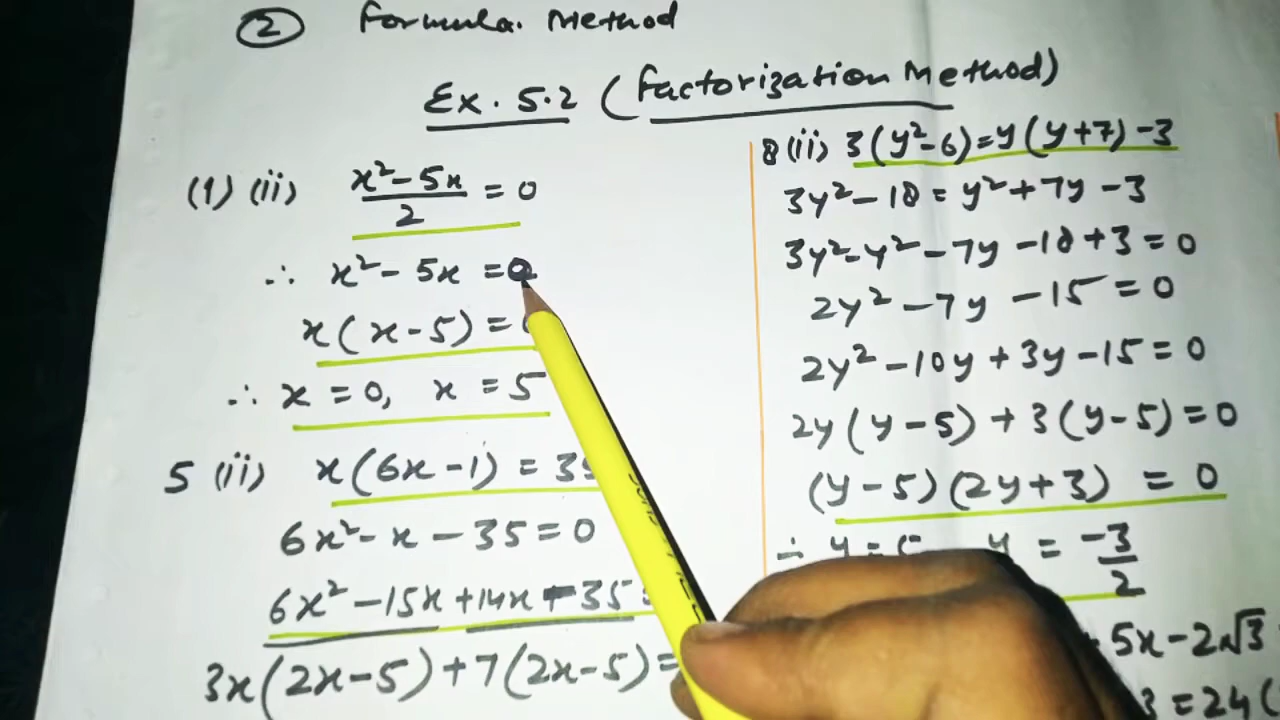 ② Formula Method
Ex. 5.2 (Factorization Method)
(1) (ii) x²-5x/2 = 0
∴ x² - 5x = 0
x(x-5) =
∴ x = 0, x = 5
5 (ii) x(6x-1) = 35
6x² - x - 35 = 0
6x² - 15x + 14x - 35
3x(2x-5) + 7(2x-5) =
8(ii) 3(y²-6) = y(y+7) - 3
3y² - 18 = y² + 7y - 3
3y² - y² - 7y - 18 + 3 = 0
2y² - 7y - 15 = 0
2y² - 10y + 3y - 15 = 0
2y(y-5) + 3(y-5) = 0
(y-5)(2y+3) = 0
∴ y = y = -3/2
5x - 2√3
3 = 24(